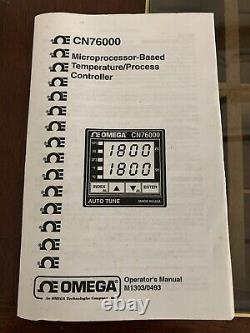 CN76000
Microprocessor-Based
Temperature/Process
Controller
OMEGA CN76000
1800
1800
INDEX
ENTER
AUTO TUNE
OMEGA
An OMEGA Technologies Company
Operator's Manual
M1303/0493